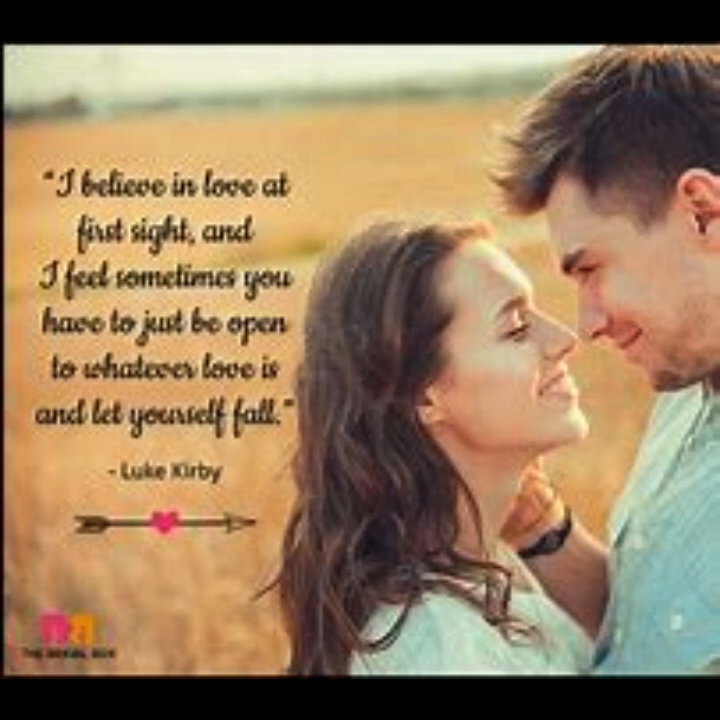 “I believe in love at
first sight, and
I feel sometimes you
have to just be open
to whatever love is
and let yourself fall.”
- Luke Kirby
THE